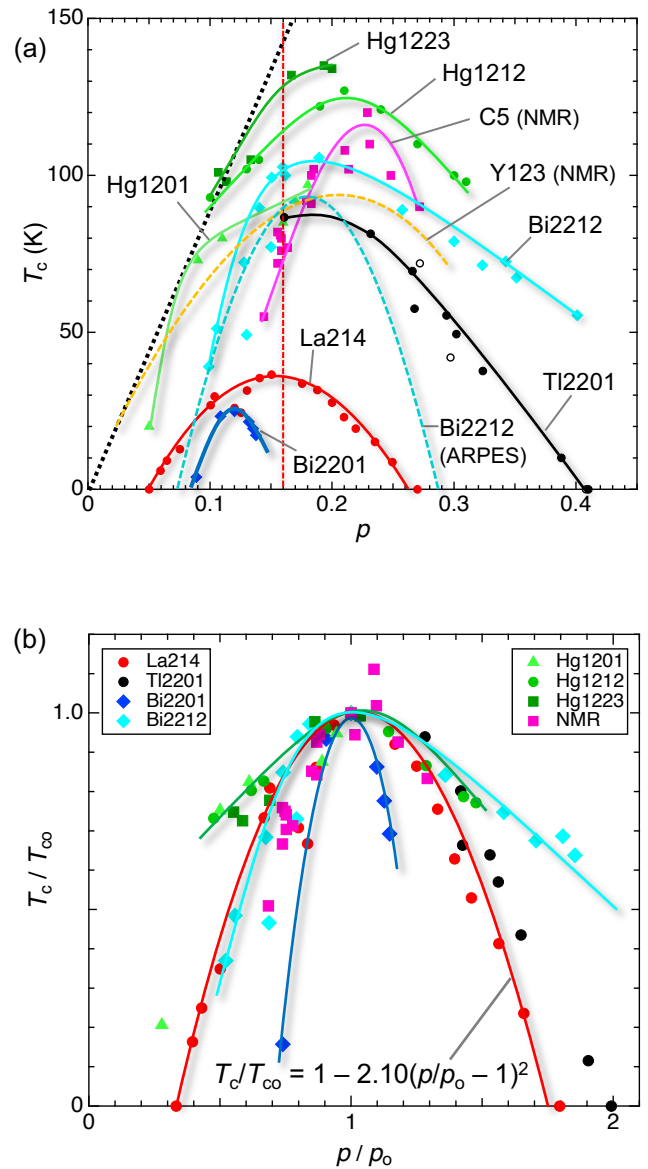 (a)
150
100
50
0
Tc (K)
Hg1223
Hg1212
C5 (NMR)
Y123 (NMR)
Hg1201
Bi2212
La214
Tl2201
Bi2201
Bi2212
(ARPES)
0
0.1
0.2
0.3
0.4
p
(b)
La214
Tl2201
Bi2201
Bi2212
Hg1201
Hg1212
Hg1223
NMR
1.0
0
Tc / Tco
Tc/Tco = 1 – 2.10(p/po – 1)²
0
1
2
p / po